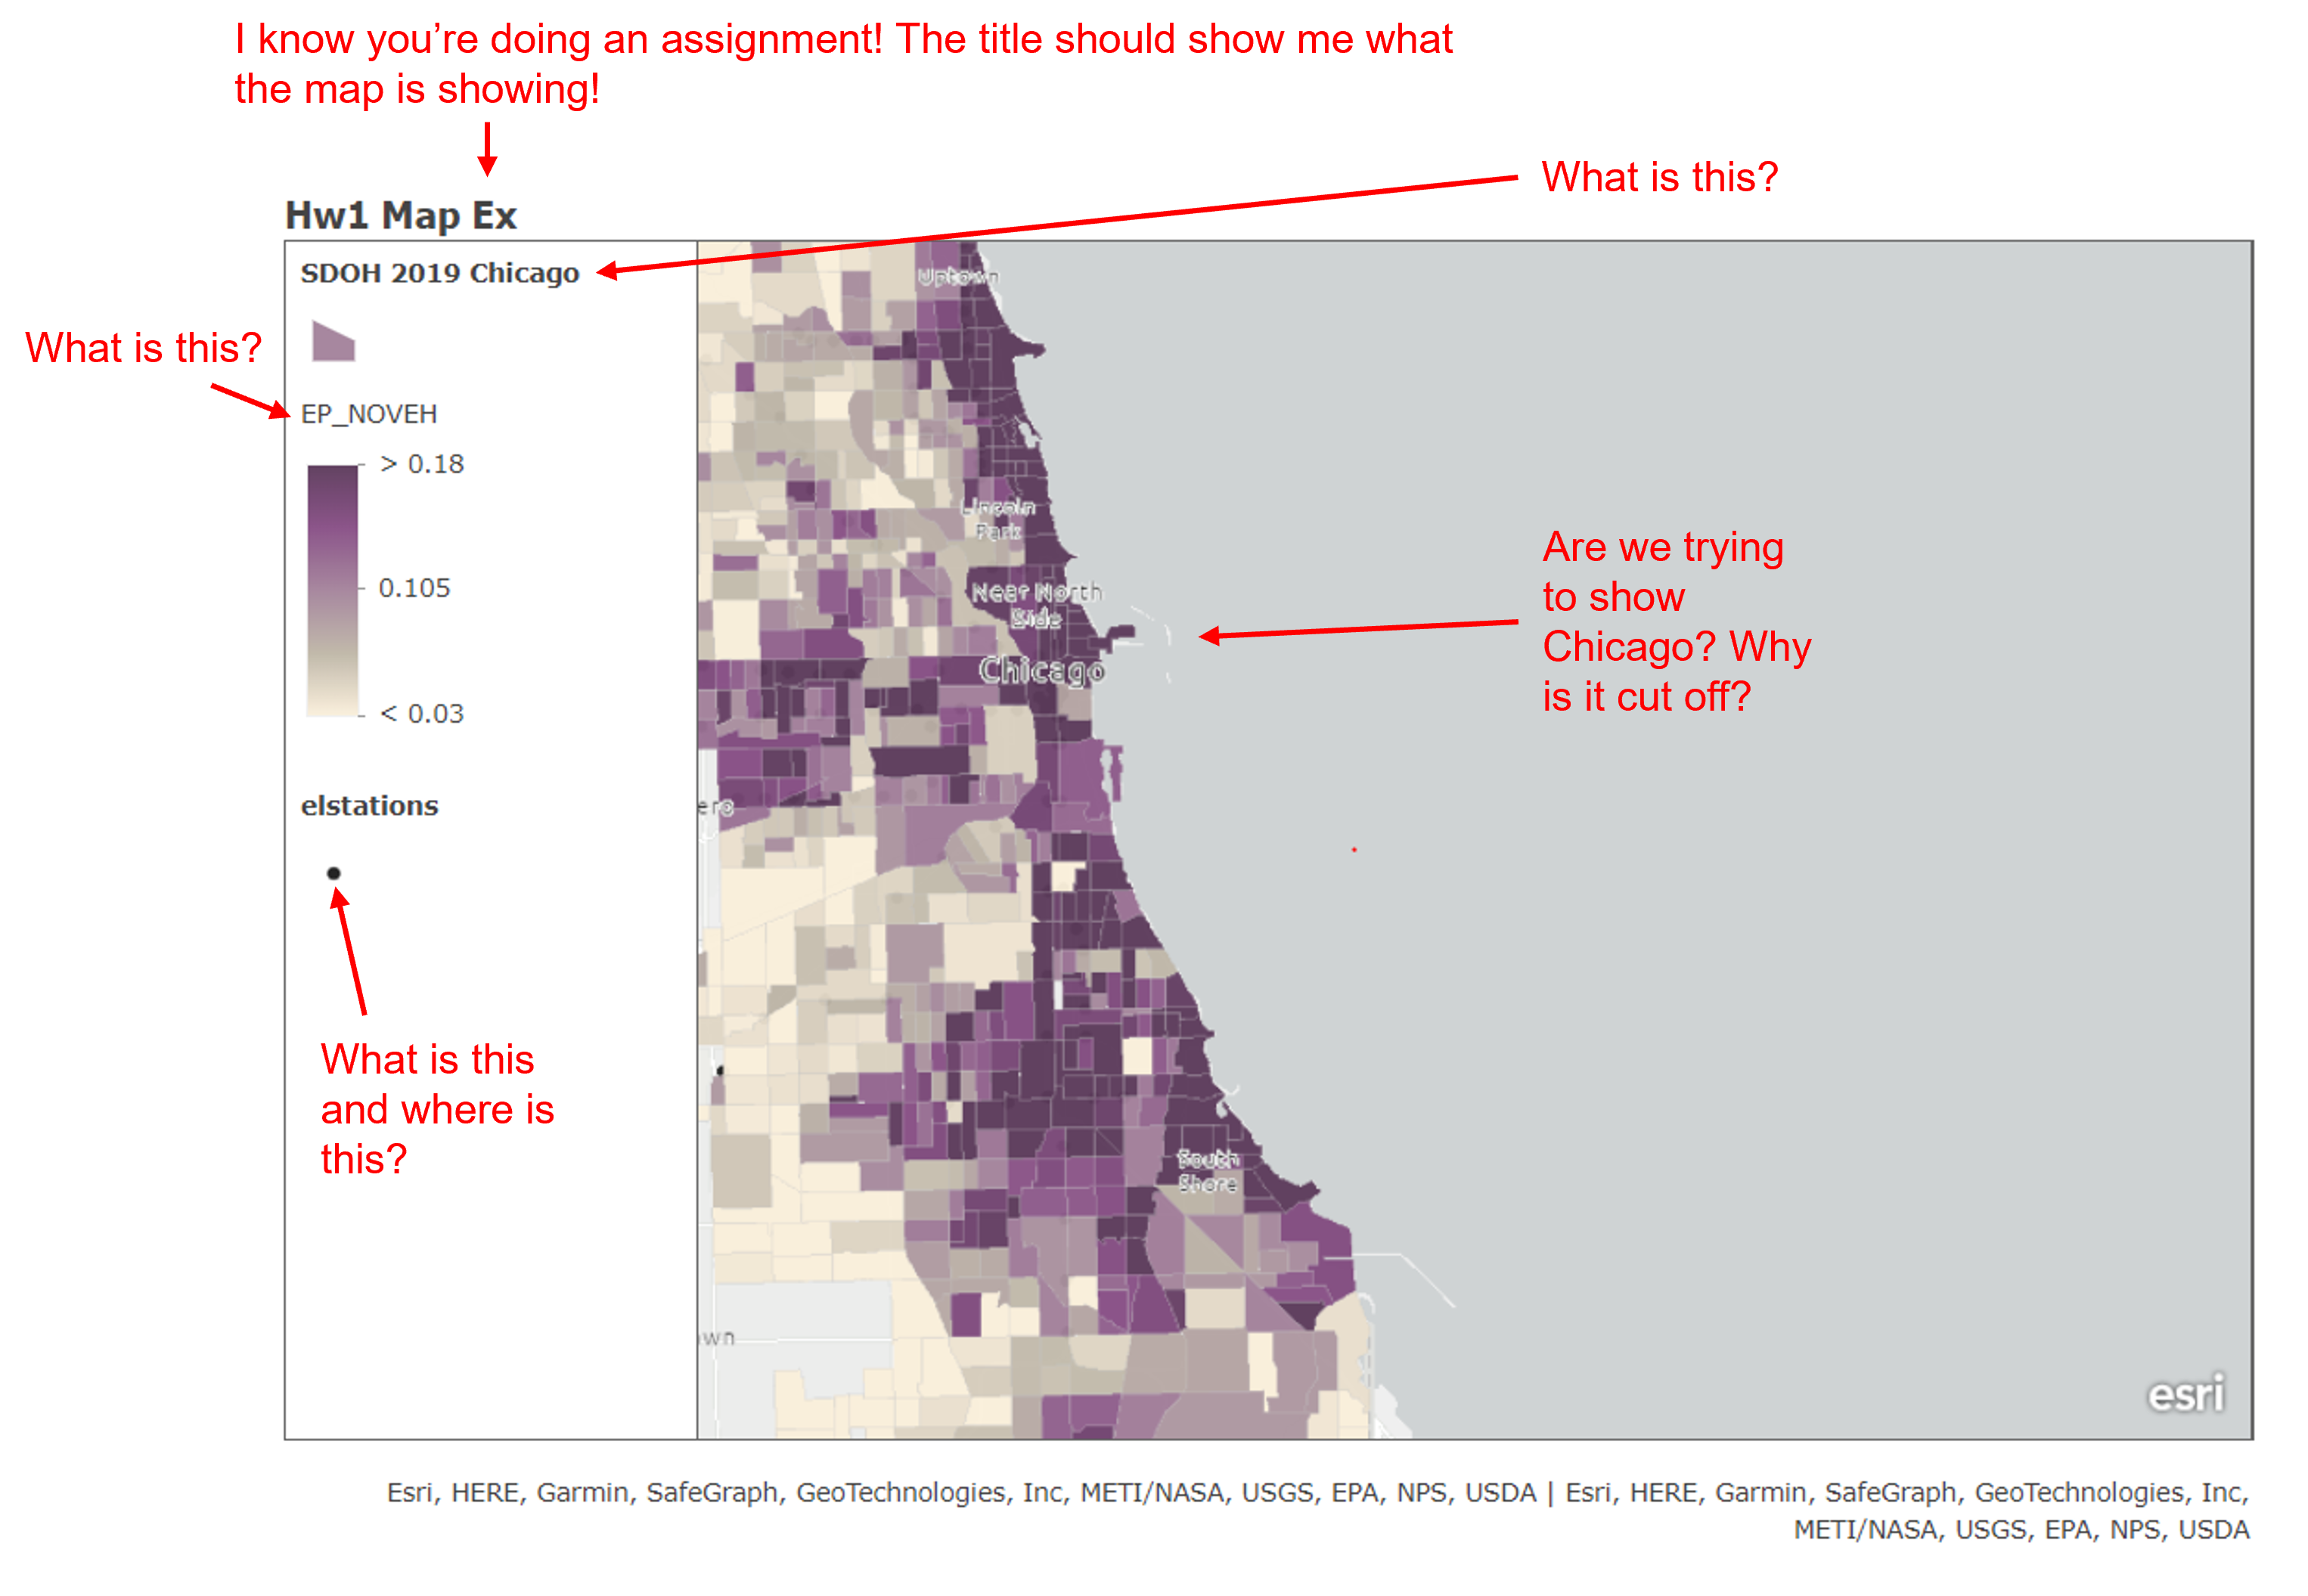 I know you're doing an assignment! The title should show me what
the map is showing!
What is this?
Hw1 Map Ex
SDOH 2019 Chicago
What is this?
EP_NOVEH
> 0.18
0.105
< 0.03
elstations
What is this
and where is
this?
Uptown
Lincoln
Park
Near North
Side
Chicago
ero
South
Shore
wn
Are we trying
to show
Chicago? Why
is it cut off?
esri
Esri, HERE, Garmin, SafeGraph, GeoTechnologies, Inc, METI/NASA, USGS, EPA, NPS, USDA | Esri, HERE, Garmin, SafeGraph, GeoTechnologies, Inc,
METI/NASA, USGS, EPA, NPS, USDA